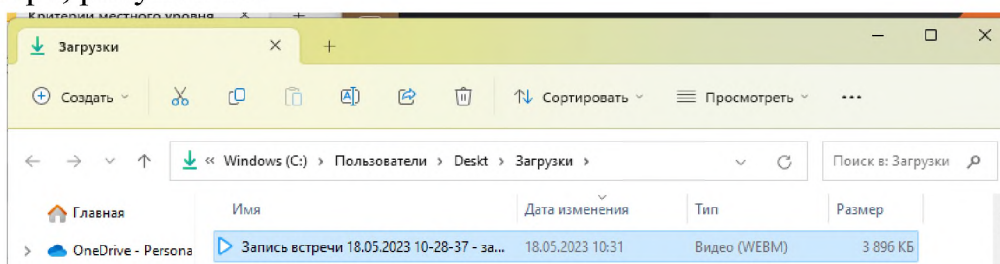 Критерии местного уровня
Загрузки
Создать
Сортировать
Просмотреть
Windows (C:) Пользователи Deskt Загрузки
Поиск в: Загрузки
Главная
Имя Дата изменения Тип Размер
OneDrive - Persona
Запись встречи 18.05.2023 10-28-37 - за... 18.05.2023 10:31 Видео (WEBM) 3 896 КБ